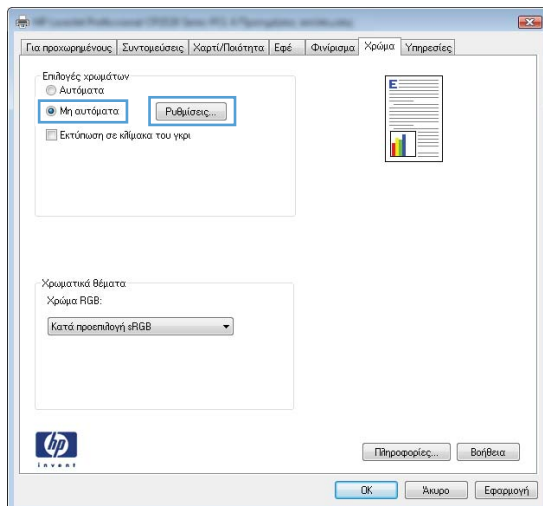 Για προχωρημένους Συντομεύσεις Χαρτί/Ποιότητα Εφέ Φινίρισμα Χρώμα Υπηρεσίες
Επιλογές χρωμάτων
Αυτόματα
Μη αυτόματα Ρυθμίσεις...
Εκτύπωση σε κλίμακα του γκρι
E
Χρωματικά θέματα
Χρώμα RGB:
Κατά προεπιλογή sRGB
hp
invent
Πληροφορίες... Βοήθεια
OK Άκυρο Εφαρμογή